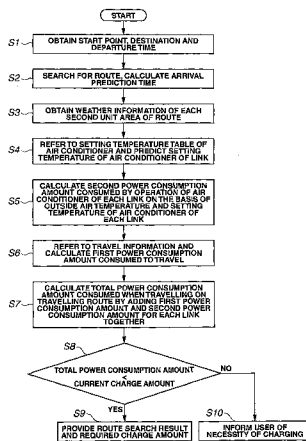 START
S1
OBTAIN START POINT, DESTINATION AND
DEPARTURE TIME
S2
SEARCH FOR ROUTE, CALCULATE ARRIVAL
PREDICTION TIME
S3
OBTAIN WEATHER INFORMATION OF EACH
SECOND UNIT AREA OF ROUTE
S4
REFER TO SETTING TEMPERATURE TABLE OF
AIR CONDITIONER AND PREDICT SETTING
TEMPERATURE OF AIR CONDITIONER OF LINK
S5
CALCULATE SECOND POWER CONSUMPTION
AMOUNT CONSUMED BY OPERATION OF AIR
CONDITIONER OF EACH LINK ON THE BASIS OF
OUTSIDE AIR TEMPERATURE AND SETTING
TEMPERATURE OF AIR CONDITIONER OF
EACH LINK
S6
REFER TO TRAVEL INFORMATION AND
CALCULATE FIRST POWER CONSUMPTION
AMOUNT CONSUMED TO TRAVEL
S7
CALCULATE TOTAL POWER CONSUMPTION
AMOUNT CONSUMED WHEN TRAVELLING ON
TRAVELLING ROUTE BY ADDING FIRST POWER
CONSUMPTION AMOUNT AND SECOND POWER
CONSUMPTION AMOUNT FOR EACH LINK
TOGETHER
S8
TOTAL POWER CONSUMPTION
AMOUNT
<
CURRENT CHARGE AMOUNT
NO
YES
S9
PROVIDE ROUTE SEARCH RESULT
AND REQUIRED CHARGE AMOUNT
S10
INFORM USER OF
NECESSITY OF CHARGING